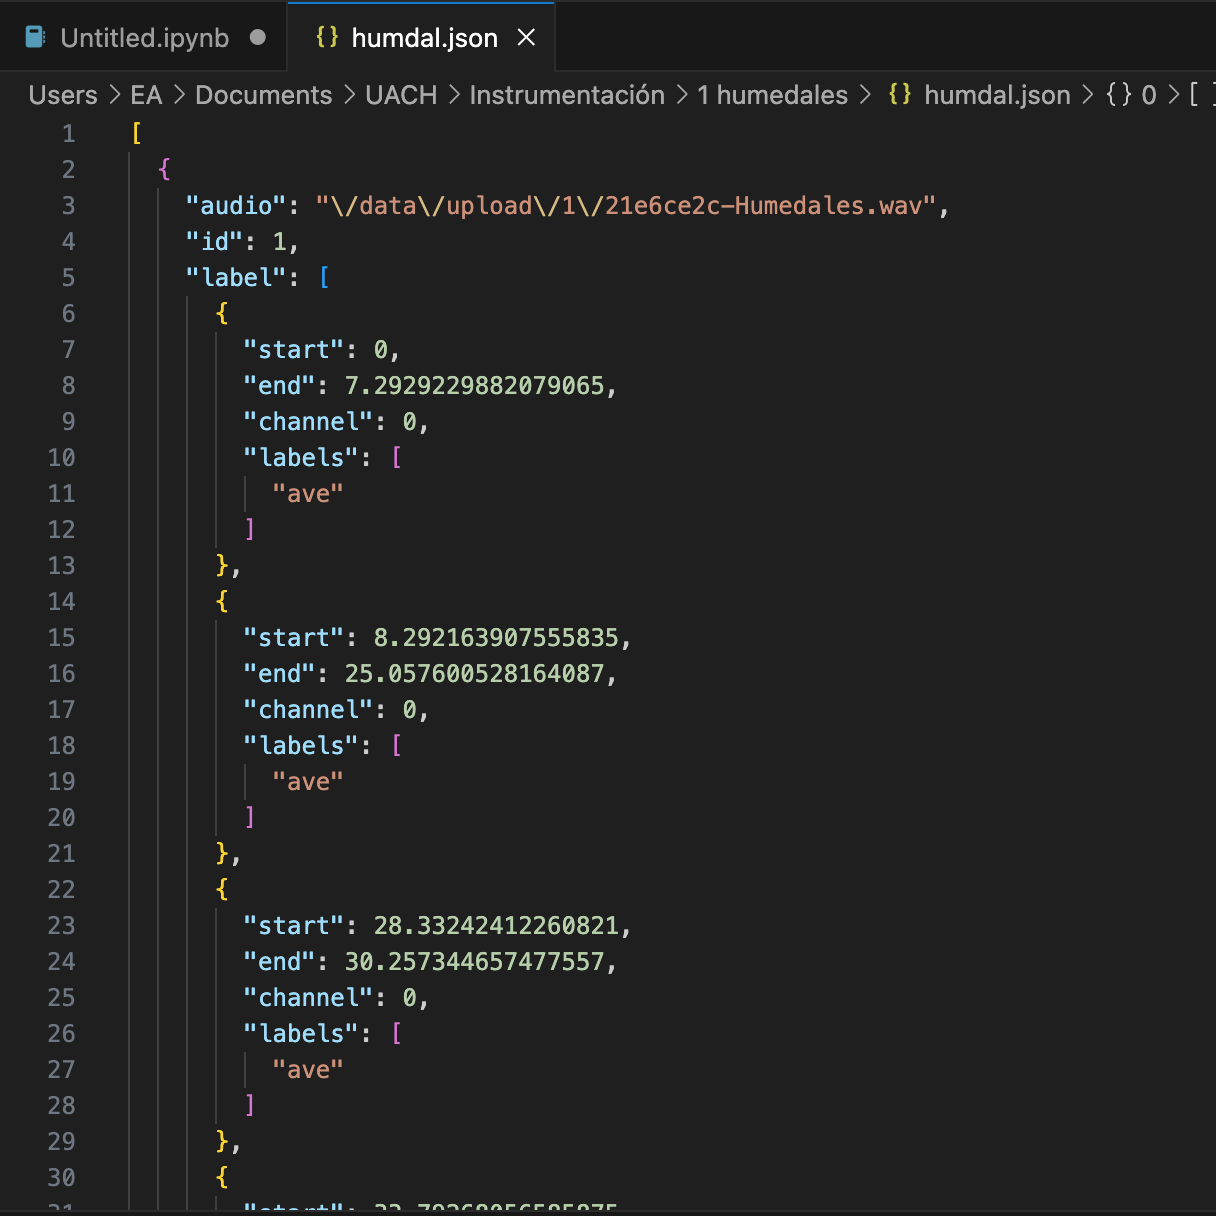 Untitled.ipynb
{} humdal.json ×
Users > EA > Documents > UACH > Instrumentación > 1 humedales > {} humdal.json > {} 0 > [ ]
1 [
2 {
3 "audio": "\/data\/upload\/1\/21e6ce2c-Humedales.wav",
4 "id": 1,
5 "label": [
6 {
7 "start": 0,
8 "end": 7.2929229882079065,
9 "channel": 0,
10 "labels": [
11 "ave"
12 ]
13 },
14 {
15 "start": 8.292163907555835,
16 "end": 25.057600528164087,
17 "channel": 0,
18 "labels": [
19 "ave"
20 ]
21 },
22 {
23 "start": 28.33242412260821,
24 "end": 30.257344657477557,
25 "channel": 0,
26 "labels": [
27 "ave"
28 ]
29 },
30 {
31 "start":